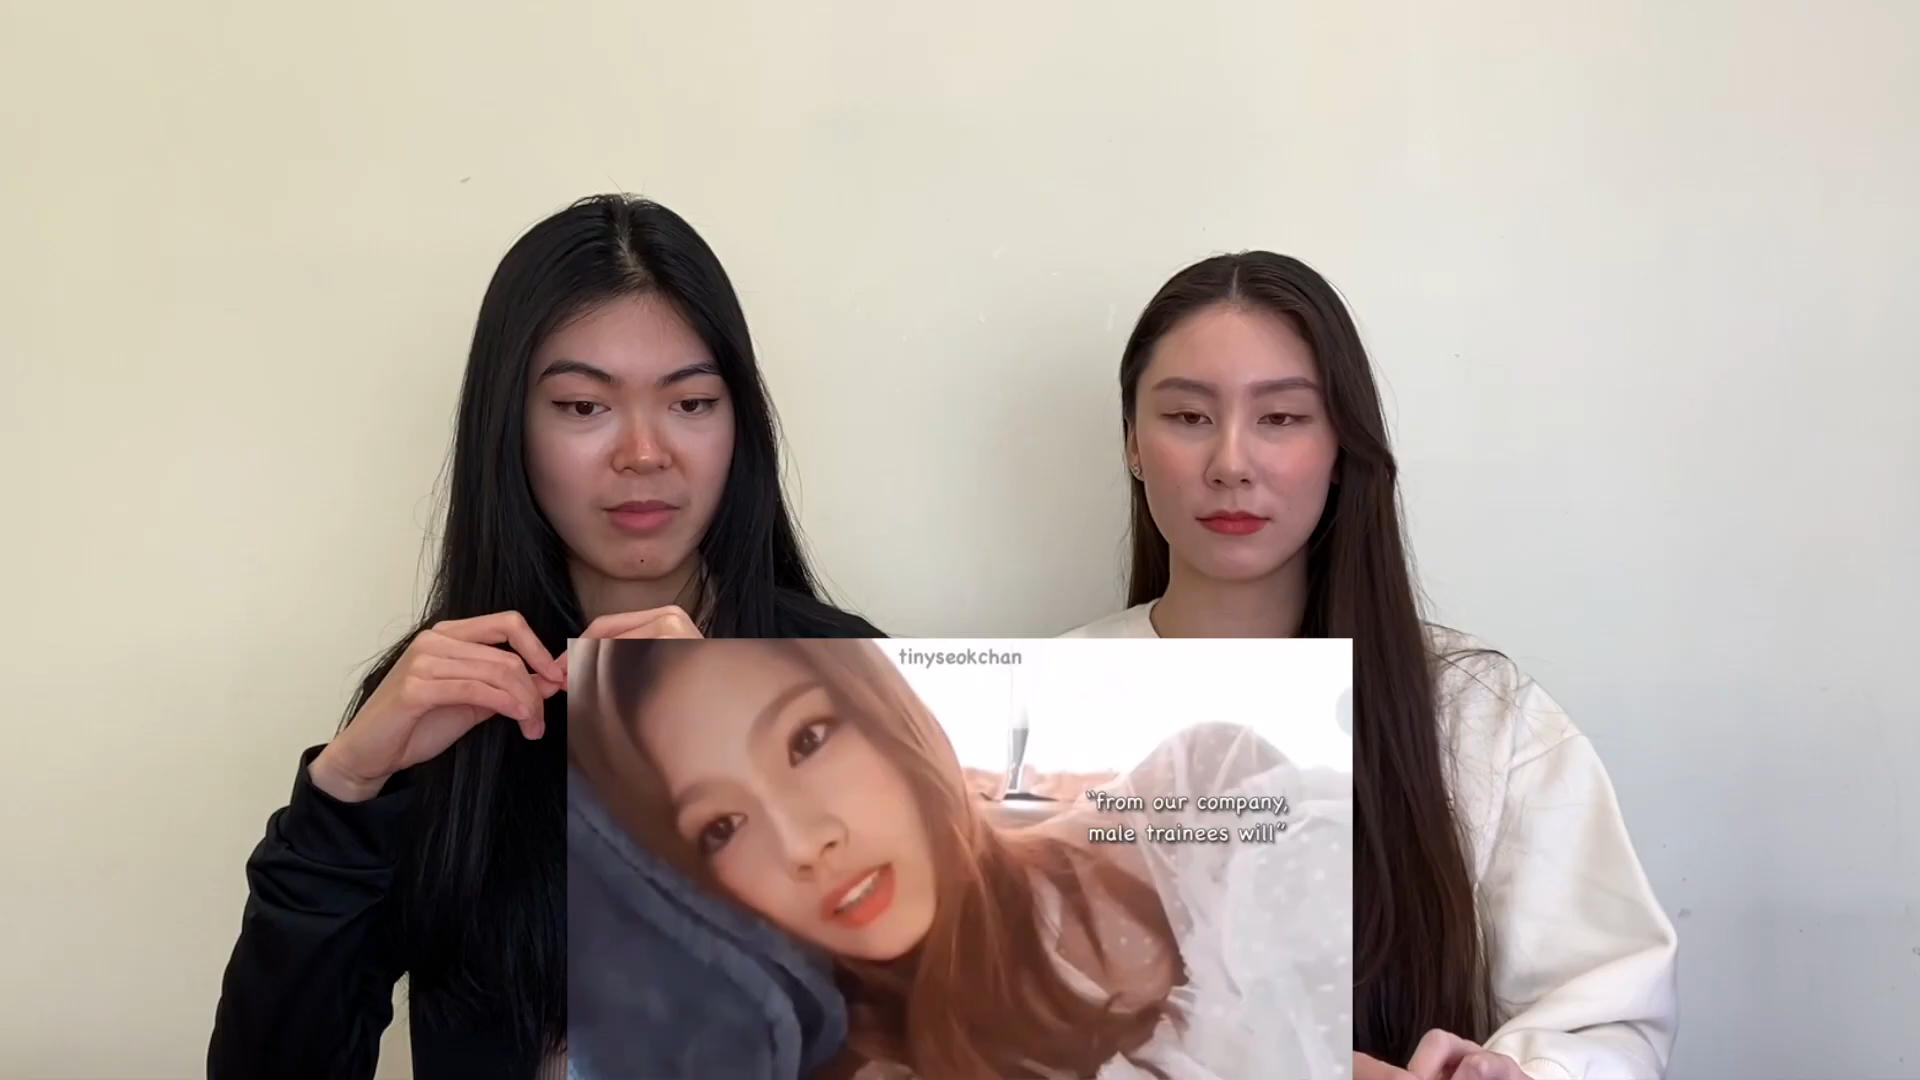 tinyseokchan
“from our company,
male trainees will”